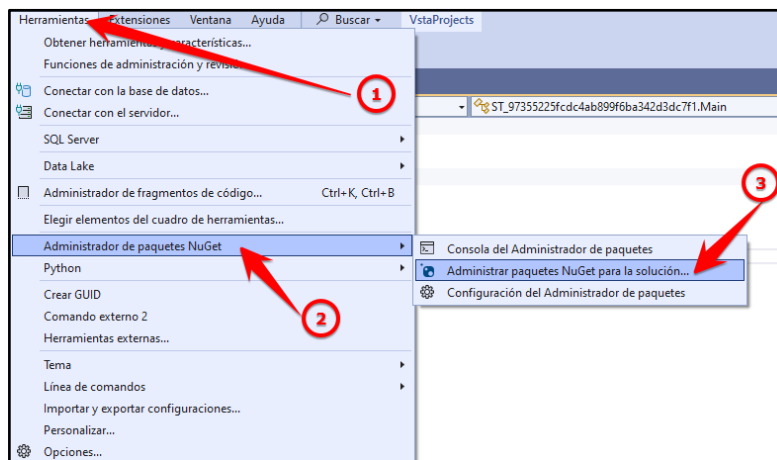 Herramientas Extensiones Ventana Ayuda Buscar VstaProjects
Obtener herramientas y características...
Funciones de administración y
1
Conectar con la base de datos...
ST_97355225fcdc4ab899f6ba342d3dc7f1.Main
Conectar con el servidor...
SQL Server
Data Lake
3
Administrador de fragmentos de código... Ctrl+K, Ctrl+B
Elegir elementos del cuadro de herramientas...
Administrador de paquetes NuGet
Consola del Administrador de paquetes
Python
Administrar paquetes NuGet para la solución...
Crear GUID
Configuración del Administrador de paquetes
2
Comando externo 2
Herramientas externas...
Tema
Línea de comandos
Importar y exportar configuraciones...
Personalizar...
Opciones...